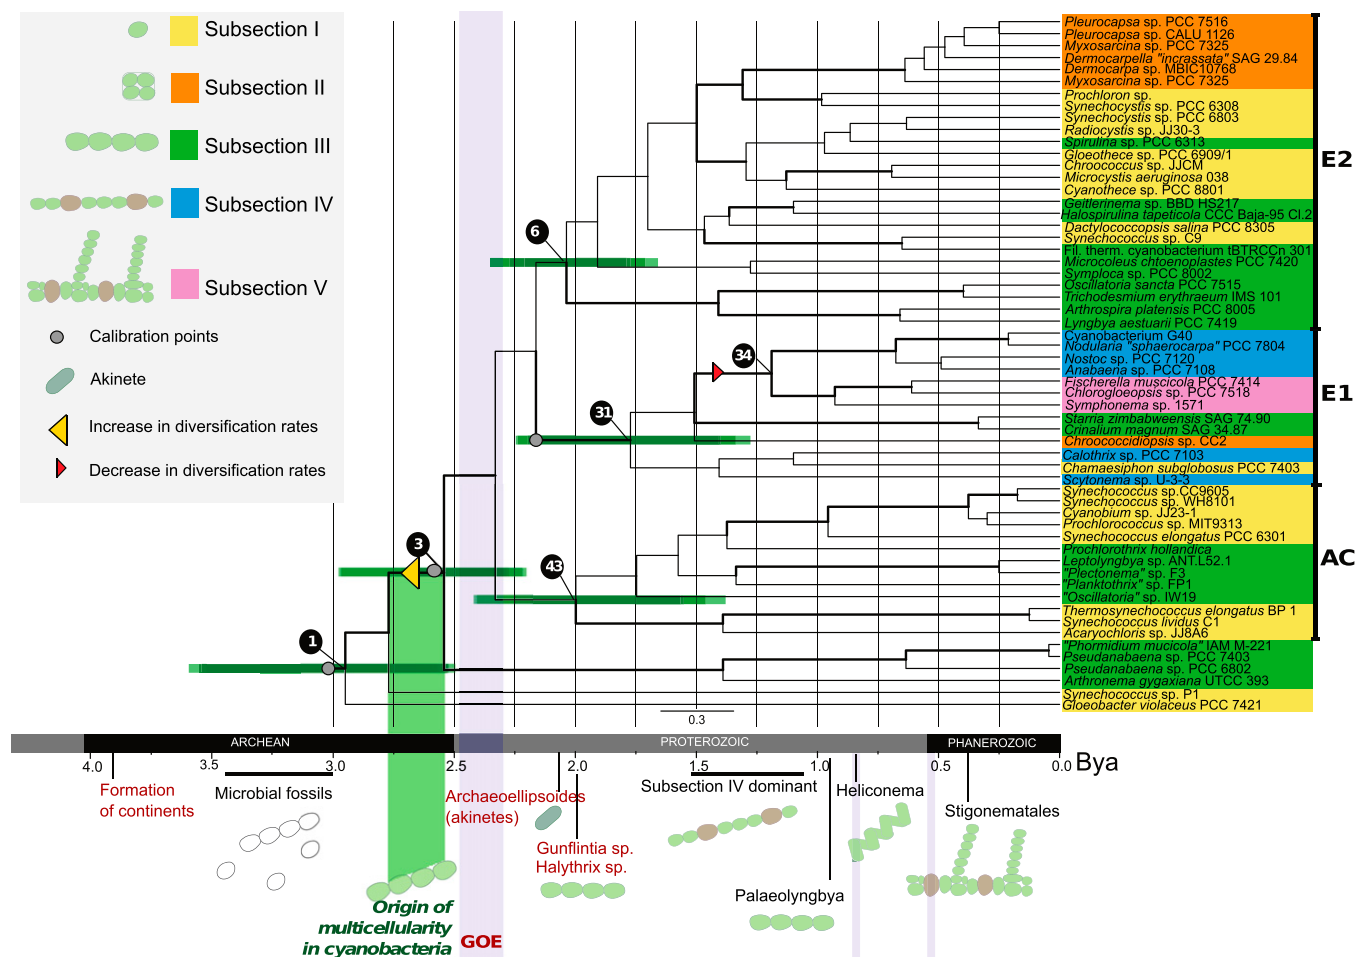 Subsection I
Subsection II
Subsection III
Subsection IV
Subsection V
Calibration points
Akinete
Increase in diversification rates
Decrease in diversification rates
Pleurocapsa sp. PCC 7516
Pleurocapsa sp. CALU 1126
Myxosarcina sp. PCC 7325
Dermocarpella "incrassata" SAG 29.84
Dermocarpa sp. MBIC10768
Myxosarcina sp. PCC 7325
Prochloron sp.
Synechocystis sp. PCC 6308
Synechocystis sp. PCC 6803
Radiocystis sp. JJ30-3
Spirulina sp. PCC 6313
Gloeothece sp. PCC 6909/1
Chroococcus sp. JJCM
Microcystis aeruginosa 038
Cyanothece sp. PCC 8801
Geitlerinema sp. BBD HS217
Halospirulina tapeticola CCC Baja-95 Cl.2
Dactylococcopsis salina PCC 8305
Synechococcus sp. C9
Fil. therm. cyanobacterium tBTRCCn 301
Microcoleus chtoenoplastes PCC 7420
Symploca sp. PCC 8002
Oscillatoria sancta PCC 7515
Trichodesmium erythraeum IMS 101
Arthrospira platensis PCC 8005
Lyngbya aestuarii PCC 7419
Cyanobacterium G40
Nodularia "sphaerocarpa" PCC 7804
Nostoc sp. PCC 7120
Anabaena sp. PCC 7108
Fischerella muscicola PCC 7414
Chlorogloeopsis sp. PCC 7518
Symphonema sp. 1571
Starria zimbabweensis SAG 74.90
Crinalium magnum SAG 34.87
Chroococcidiopsis sp. CC2
Calothrix sp. PCC 7103
Chamaesiphon subglobosus PCC 7403
Scytonema sp. U-3-3
Synechococcus sp.CC9605
Synechococcus sp. WH8101
Cyanobium sp. JJ23-1
Prochlorococcus sp. MIT9313
Synechococcus elongatus PCC 6301
Prochlorothrix hollandica
Leptolyngbya sp. ANT.L52.1
"Plectonema" sp. F3
"Planktothrix" sp. FP1
"Oscillatoria" sp. IW19
Thermosynechococcus elongatus BP 1
Synechococcus lividus C1
Acaryochloris sp. JJ8A6
"Phormidium mucicola" IAM M-221
Pseudanabaena sp. PCC 7403
Pseudanabaena sp. PCC 6802
Arthronema gygaxiana UTCC 393
Synechococcus sp. P1
Gloeobacter violaceus PCC 7421
E2
E1
AC
6
34
31
3
43
1
0.3
ARCHEAN PROTEROZOIC PHANEROZOIC
4.0 3.5 3.0 2.5 2.0 1.5 1.0 0.5 0.0 Bya
Formation
of continents
Microbial fossils
Archaeoellipsoides
(akinetes)
Gunflintia sp.
Halythrix sp.
Subsection IV dominant
Heliconema
Stigonematales
Palaeolyngbya
Origin of
multicellularity
in cyanobacteria
GOE